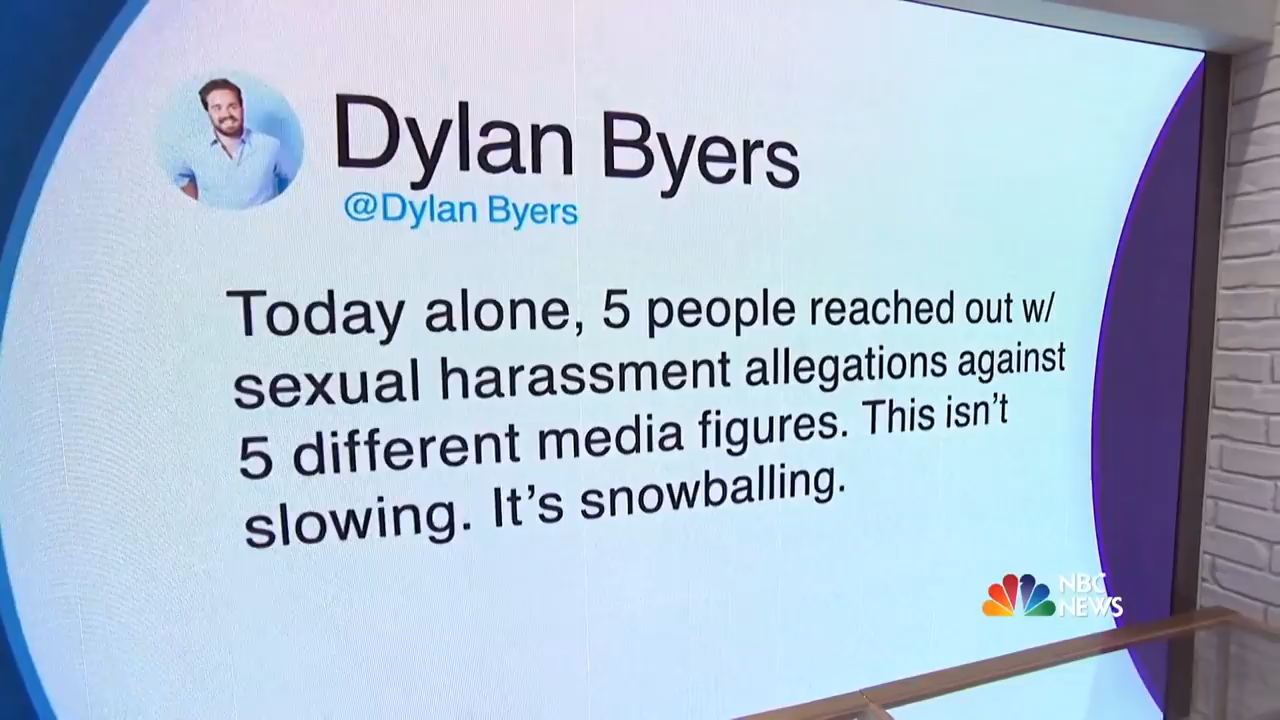 Dylan Byers
@Dylan Byers
Today alone, 5 people reached out w/
sexual harassment allegations against
5 different media figures. This isn’t
slowing. It’s snowballing.
NBC
NEWS